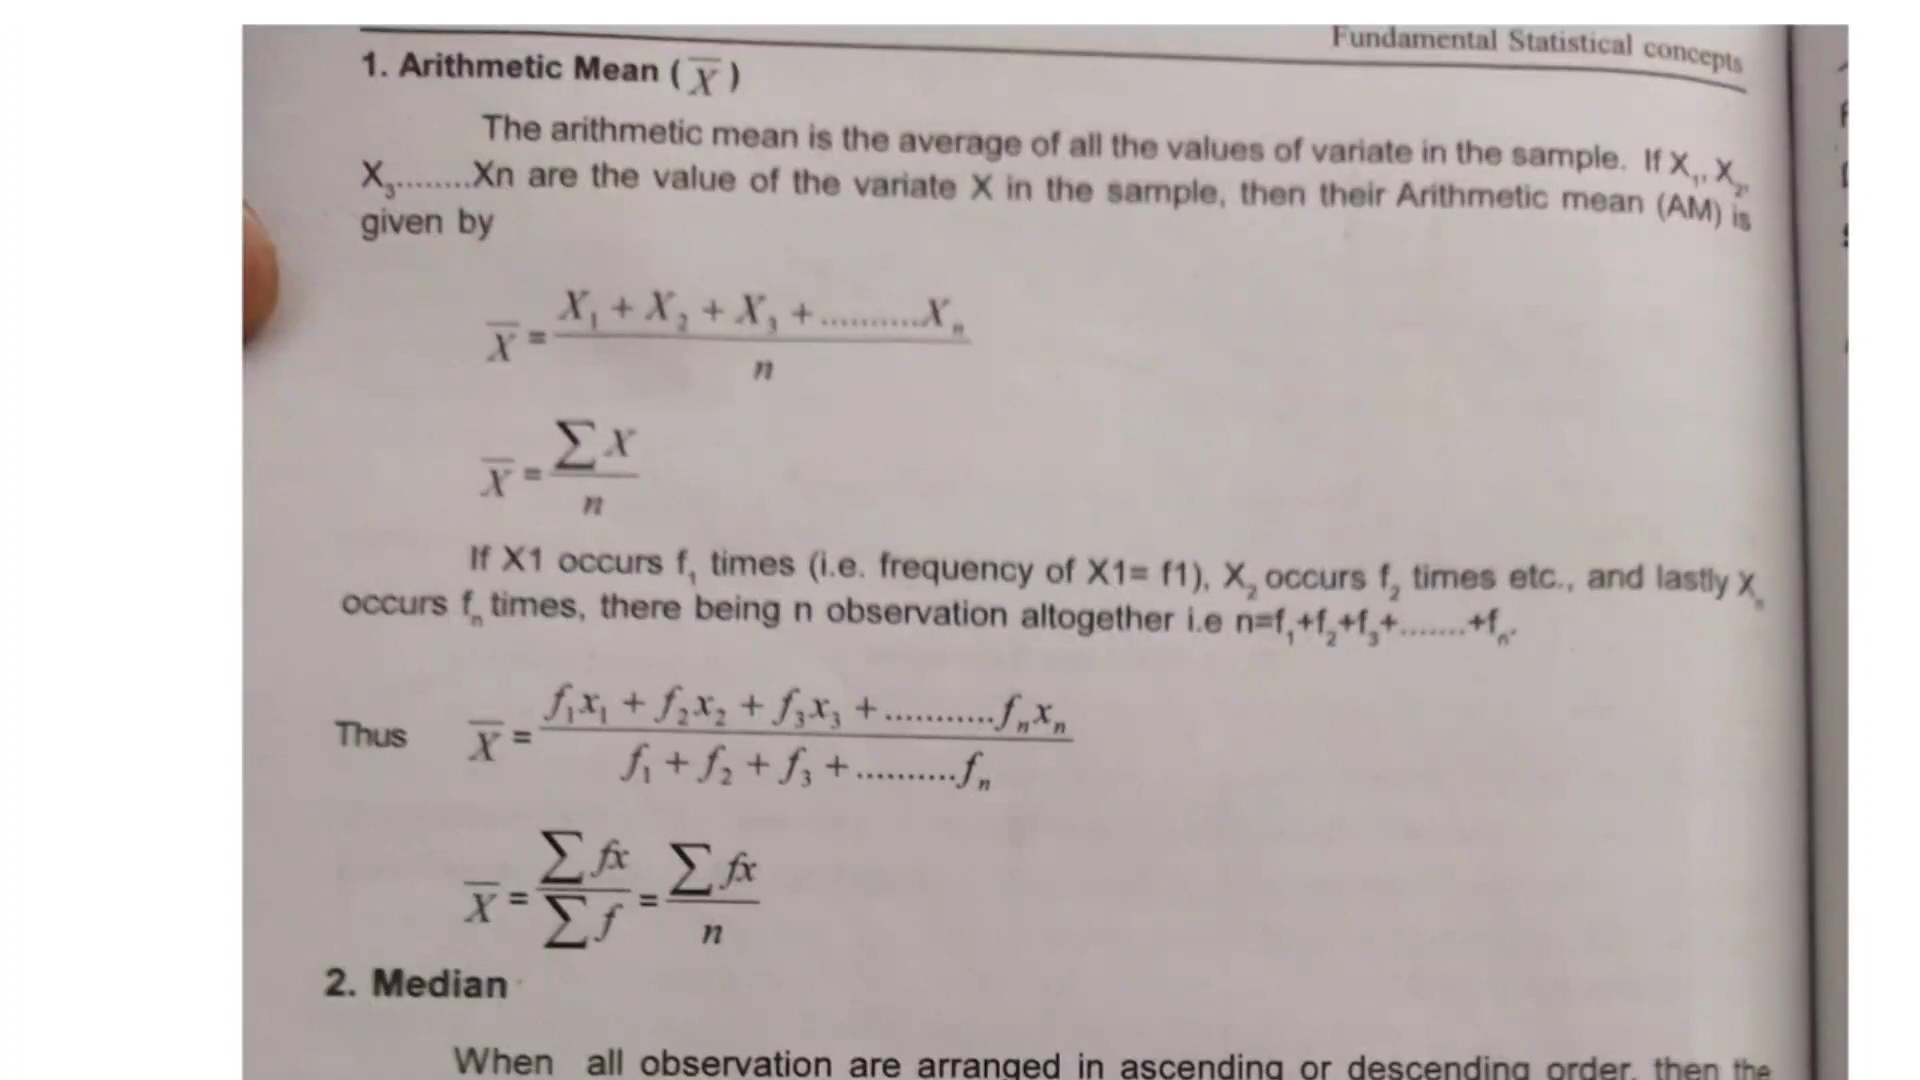 Fundamental Statistical concepts
1. Arithmetic Mean ( X̅ )
The arithmetic mean is the average of all the values of variate in the sample. If X₁, X₂,
X₃........Xn are the value of the variate X in the sample, then their Arithmetic mean (AM) is
given by
X̅ = (X₁ + X₂ + X₃ + ...........Xₙ) / n
X̅ = ∑X / n
If X1 occurs f₁ times (i.e. frequency of X1= f1), X₂ occurs f₂ times etc., and lastly Xₙ
occurs fₙ times, there being n observation altogether i.e n=f₁+f₂+f₃+.......+fₙ.
Thus X̅ = (f₁x₁ + f₂x₂ + f₃x₃ + ............fₙxₙ) / (f₁ + f₂ + f₃ + ...........fₙ)
X̅ = ∑fx / ∑f = ∑fx / n
2. Median
When all observation are arranged in ascending or descending order, then the